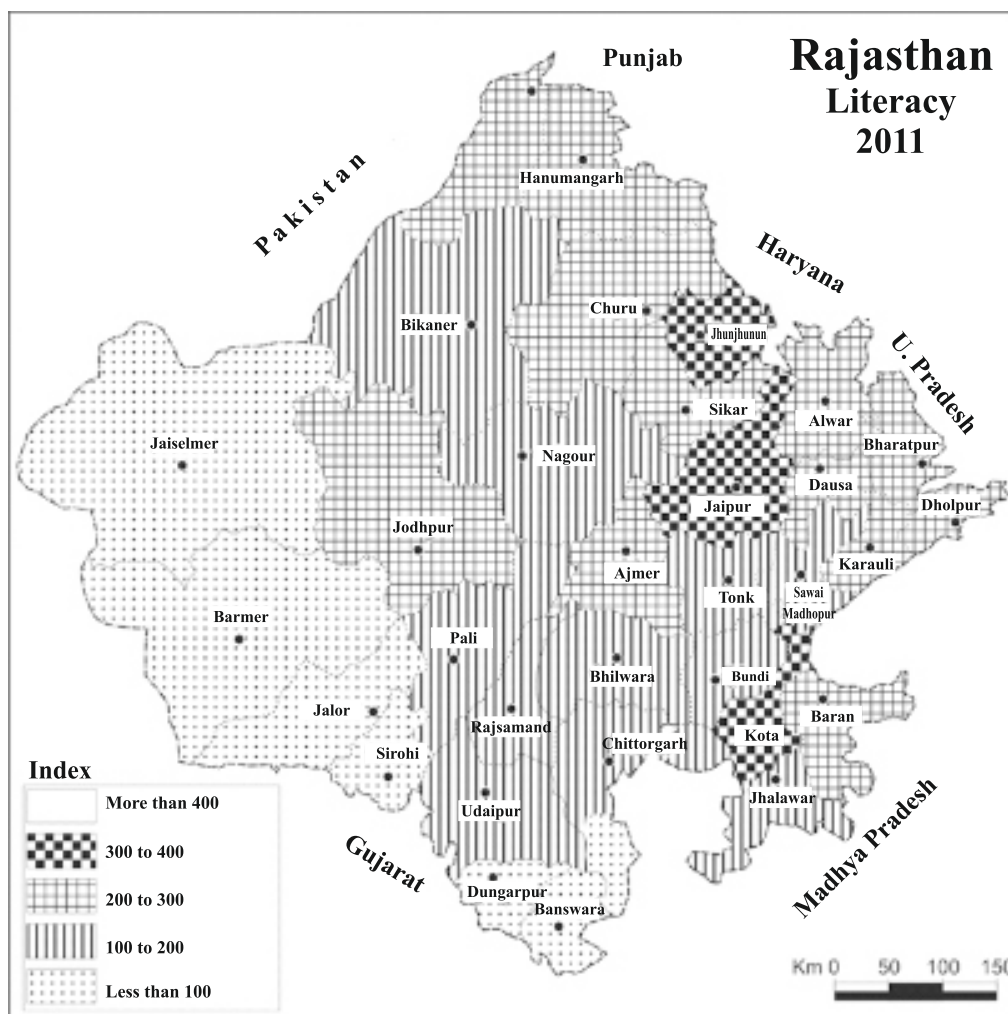 Rajasthan
Literacy
2011
Punjab
Pakistan
Hanumangarh
Haryana
Churu
Jhunjhunun
Bikaner
U. Pradesh
Sikar
Alwar
Jaiselmer
Nagour
Bharatpur
Dausa
Jaipur
Dholpur
Jodhpur
Ajmer
Karauli
Tonk
Sawai
Madhopur
Barmer
Pali
Bhilwara
Bundi
Jalor
Rajsamand
Baran
Kota
Sirohi
Chittorgarh
Udaipur
Jhalawar
Gujarat
Madhya Pradesh
Dungarpur
Banswara
Index
More than 400
300 to 400
200 to 300
100 to 200
Less than 100
Km 0 50 100 150